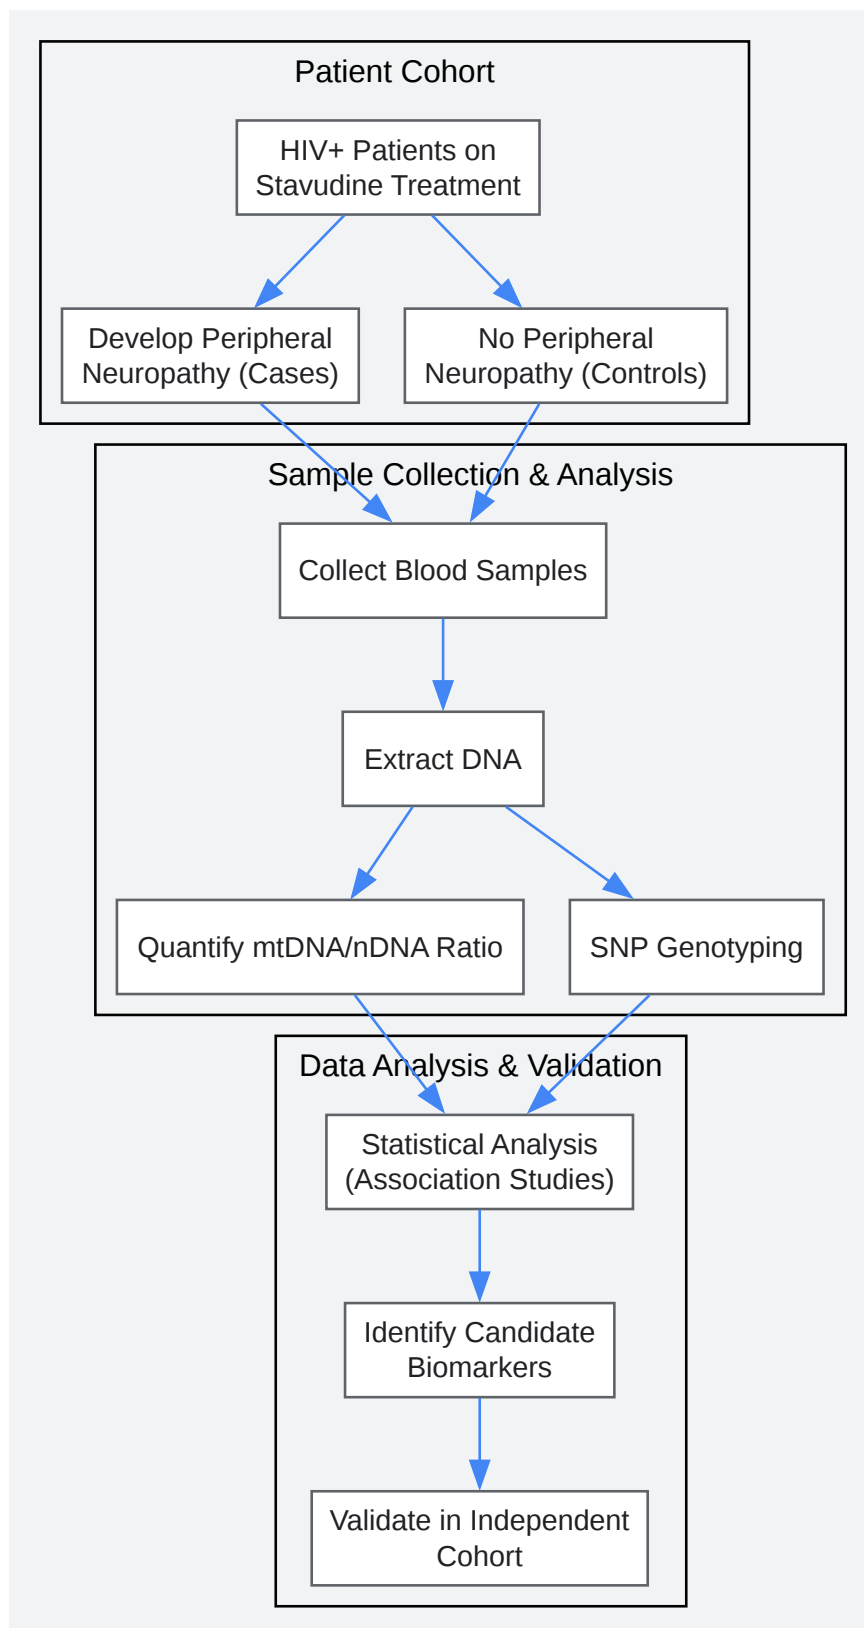 Patient Cohort
HIV+ Patients on
Stavudine Treatment
Develop Peripheral
Neuropathy (Cases)
No Peripheral
Neuropathy (Controls)
Sample Collection & Analysis
Collect Blood Samples
Extract DNA
Quantify mtDNA/nDNA Ratio
SNP Genotyping
Data Analysis & Validation
Statistical Analysis
(Association Studies)
Identify Candidate
Biomarkers
Validate in Independent
Cohort